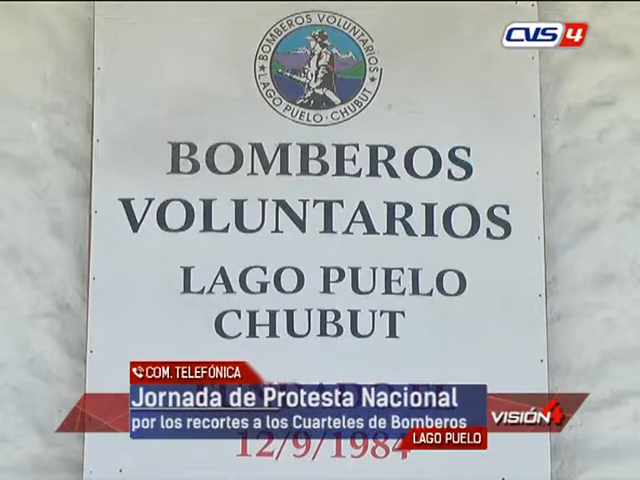 CVS 4
BOMBEROS VOLUNTARIOS
LAGO PUELO · CHUBUT
BOMBEROS
VOLUNTARIOS
LAGO PUELO
CHUBUT
COM. TELEFÓNICA
Jornada de Protesta Nacional
por los recortes a los Cuarteles de Bomberos
LAGO PUELO
VISIÓN 4
12/9/1984